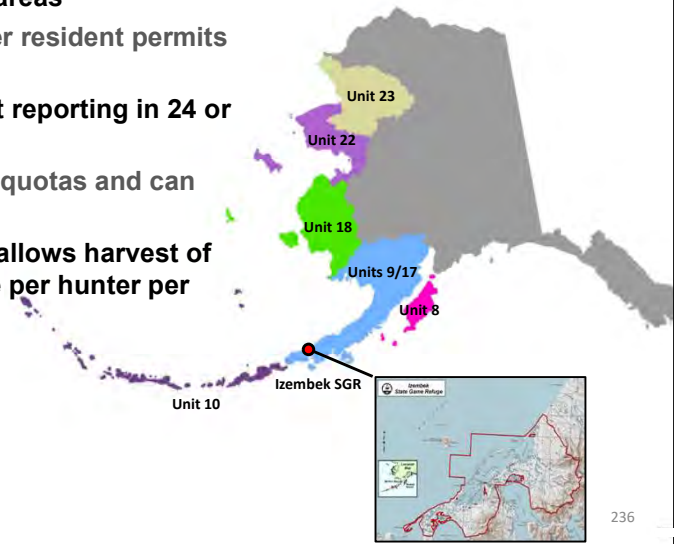 areas
er resident permits
t reporting in 24 or
quotas and can
allows harvest of
per hunter per
Unit 23
Unit 22
Unit 18
Units 9/17
Unit 8
Unit 10
Izembek SGR
Izembek
State Game Refuge
236